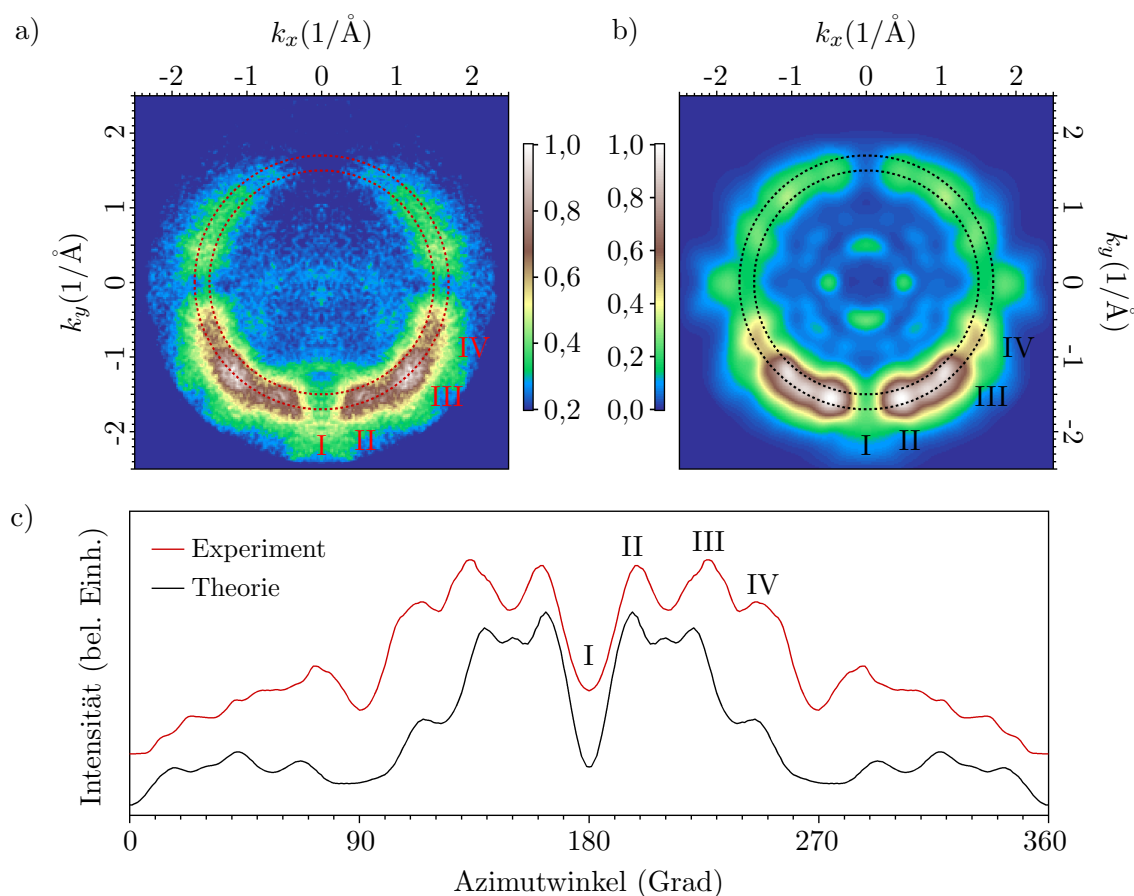 a)
kx(1/Å)
-2 -1 0 1 2
ky(1/Å)
2
1
0
-1
-2
I
II
III
IV
1,0
0,8
0,6
0,4
0,2
b)
kx(1/Å)
-2 -1 0 1 2
1,0
0,8
0,6
0,4
0,2
0,0
2
1
0
-1
-2
ky(1/Å)
I
II
III
IV
c)
Intensität (bel. Einh.)
Experiment
Theorie
I
II
III
IV
0 90 180 270 360
Azimutwinkel (Grad)